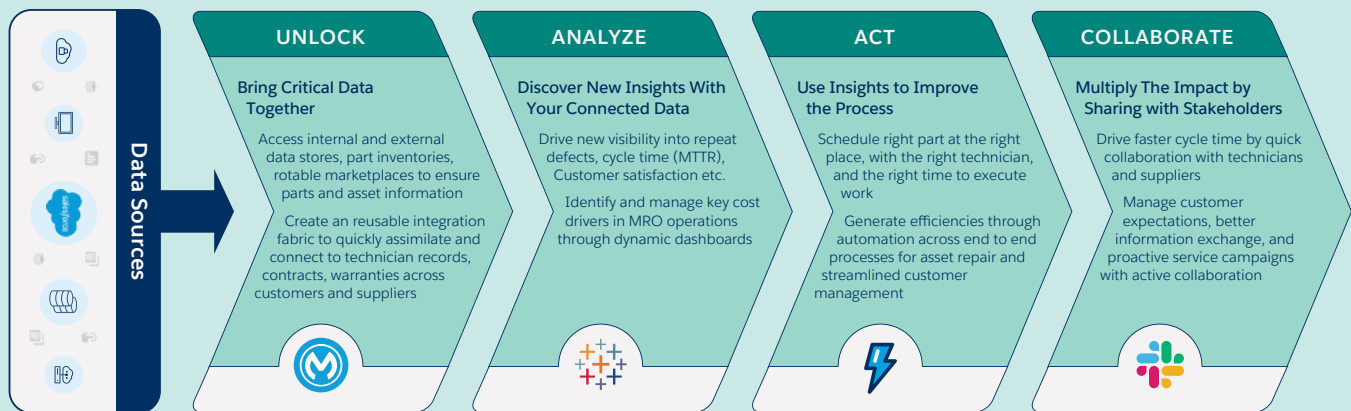 Data Sources
salesforce
UNLOCK
Bring Critical Data
Together
Access internal and external
data stores, part inventories,
rotable marketplaces to ensure
parts and asset information
Create an reusable integration
fabric to quickly assimilate and
connect to technician records,
contracts, warranties across
customers and suppliers
ANALYZE
Discover New Insights With
Your Connected Data
Drive new visibility into repeat
defects, cycle time (MTTR),
Customer satisfaction etc.
Identify and manage key cost
drivers in MRO operations
through dynamic dashboards
ACT
Use Insights to Improve
the Process
Schedule right part at the right
place, with the right technician,
and the right time to execute
work
Generate efficiencies through
automation across end to end
processes for asset repair and
streamlined customer
management
COLLABORATE
Multiply The Impact by
Sharing with Stakeholders
Drive faster cycle time by quick
collaboration with technicians
and suppliers
Manage customer
expectations, better
information exchange, and
proactive service campaigns
with active collaboration